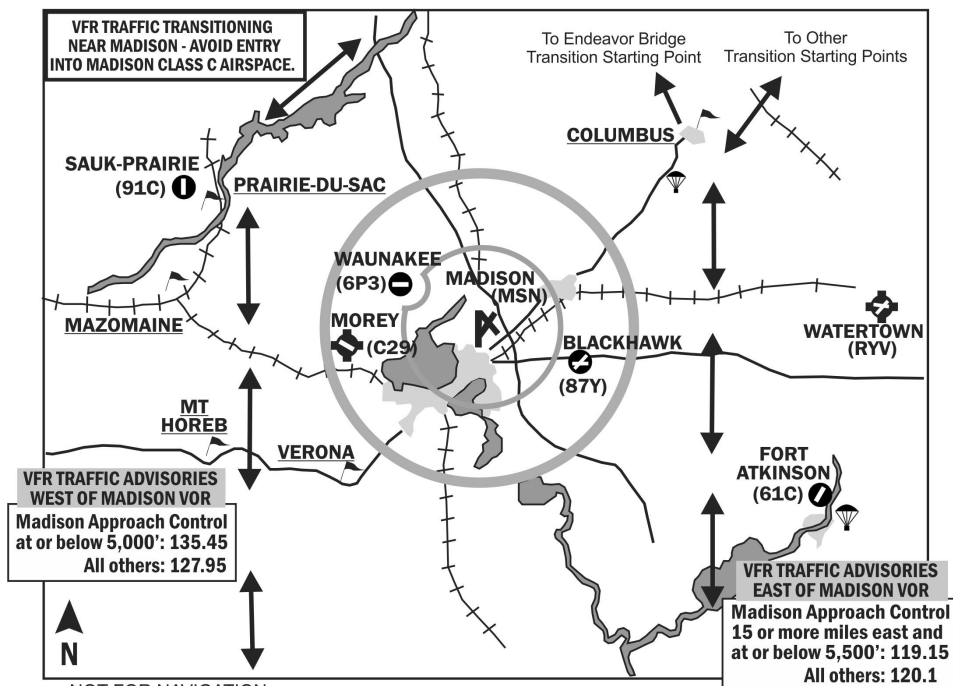 VFR TRAFFIC TRANSITIONING
NEAR MADISON - AVOID ENTRY
INTO MADISON CLASS C AIRSPACE.
To Endeavor Bridge
Transition Starting Point
To Other
Transition Starting Points
COLUMBUS
SAUK-PRAIRIE
(91C)
PRAIRIE-DU-SAC
WAUNAKEE
(6P3)
MADISON
(MSN)
MAZOMAINE
MOREY
(C29)
BLACKHAWK
(87Y)
WATERTOWN
(RYV)
MT
HOREB
VERONA
FORT
ATKINSON
(61C)
VFR TRAFFIC ADVISORIES
WEST OF MADISON VOR
Madison Approach Control
at or below 5,000': 135.45
All others: 127.95
VFR TRAFFIC ADVISORIES
EAST OF MADISON VOR
Madison Approach Control
15 or more miles east and
at or below 5,500': 119.15
All others: 120.1
N
NOT FOR NAVIGATION